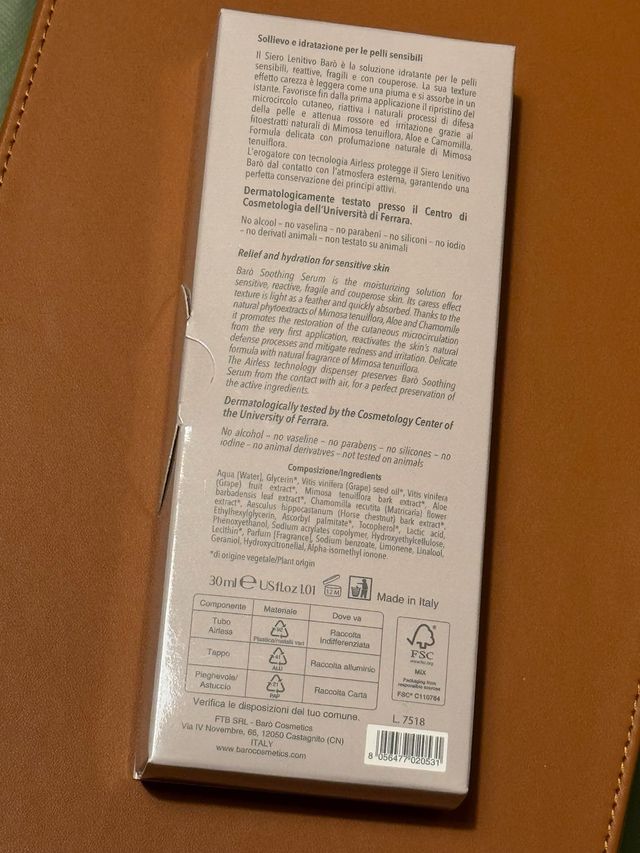 Sollievo e idratazione per le pelli sensibili
Il Siero Lenitivo Barò è la soluzione idratante per le pelli
sensibili, reattive, fragili e con couperose. La sua texture
effetto carezza è leggera come una piuma e si assorbe in un
istante. Favorisce fin dalla prima applicazione il ripristino del
microcircolo cutaneo, riattiva i naturali processi di difesa
della pelle e attenua rossore ed irritazione grazie ai
fitoestratti naturali di Mimosa tenuiflora, Aloe e Camomilla.
Formula delicata con profumazione naturale di Mimosa
tenuiflora.
L'erogatore con tecnologia Airless protegge il Siero Lenitivo
Barò dal contatto con l'atmosfera esterna, garantendo una
perfetta conservazione dei principi attivi.
Dermatologicamente testato presso il Centro di
Cosmetologia dell'Università di Ferrara.
No alcool – no vaselina – no parabeni – no siliconi – no iodio
– no derivati animali – non testato su animali
Relief and hydration for sensitive skin
Barò Soothing Serum is the moisturizing solution for
sensitive, reactive, fragile and couperose skin. Its caress effect
texture is light as a feather and quickly absorbed. Thanks to the
natural phytoextracts of Mimosa tenuiflora, Aloe and Chamomile
it promotes the restoration of the cutaneous microcirculation
from the very first application, reactivates the skin's natural
defense processes and mitigate redness and irritation. Delicate
formula with natural fragrance of Mimosa tenuiflora.
The Airless technology dispenser preserves Barò Soothing
Serum from the contact with air, for a perfect preservation of
the active ingredients.
Dermatologically tested by the Cosmetology Center of
the University of Ferrara.
No alcohol – no vaseline – no parabens – no silicones – no
iodine – no animal derivatives – not tested on animals
Composizione/Ingredients
Aqua [Water], Glycerin*, Vitis vinifera (Grape) seed oil*, Vitis vinifera
(Grape) fruit extract*, Mimosa tenuiflora bark extract*, Aloe
barbadensis leaf extract*, Chamomilla recutita (Matricaria) flower
extract*, Aesculus hippocastanum (Horse chestnut) bark extract*,
Ethylhexylglycerin, Ascorbyl palmitate*, Tocopherol*, Lactic acid,
Phenoxyethanol, Sodium acrylates copolymer, Hydroxyethylcellulose,
Lecithin*, Parfum [Fragrance], Sodium benzoate, Limonene, Linalool,
Geraniol, Hydroxycitronellal, Alpha-isomethyl ionone.
*di origine vegetale/Plant origin
30 ml e US fl.oz 1.01 12 M Made in Italy
Componente Materiale Dove va
Tubo Airless Plastica/metalli vari Raccolta Indifferenziata
Tappo 41 ALU Raccolta alluminio
Pieghevole/Astuccio 21 PAP Raccolta Carta
Verifica le disposizioni del tuo comune.
FSC
www.fsc.org
MIX
Packaging from
responsible sources
FSC® C110764
FTB SRL - Barò Cosmetics
Via IV Novembre, 66, 12050 Castagnito (CN)
ITALY
www.barocosmetics.com
L. 7518
8 056477 020531